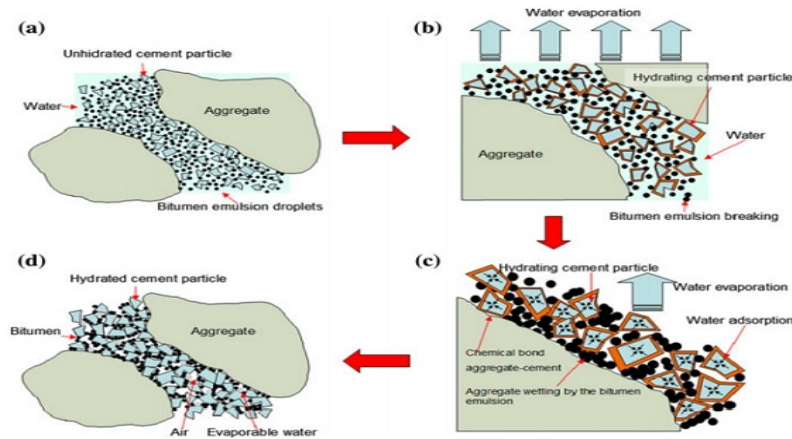 (a)
Unhidrated cement particle
Water
Aggregate
Bitumen emulsion droplets
(b)
Water evaporation
Hydrating cement particle
Aggregate
Water
Bitumen emulsion breaking
(d)
Hydrated cement particle
Bitumen
Aggregate
Air
Evaporable water
(c)
Hydrating cement particle
Water evaporation
Water adsorption
Chemical bond
aggregate-cement
Aggregate wetting by the bitumen
emulsion